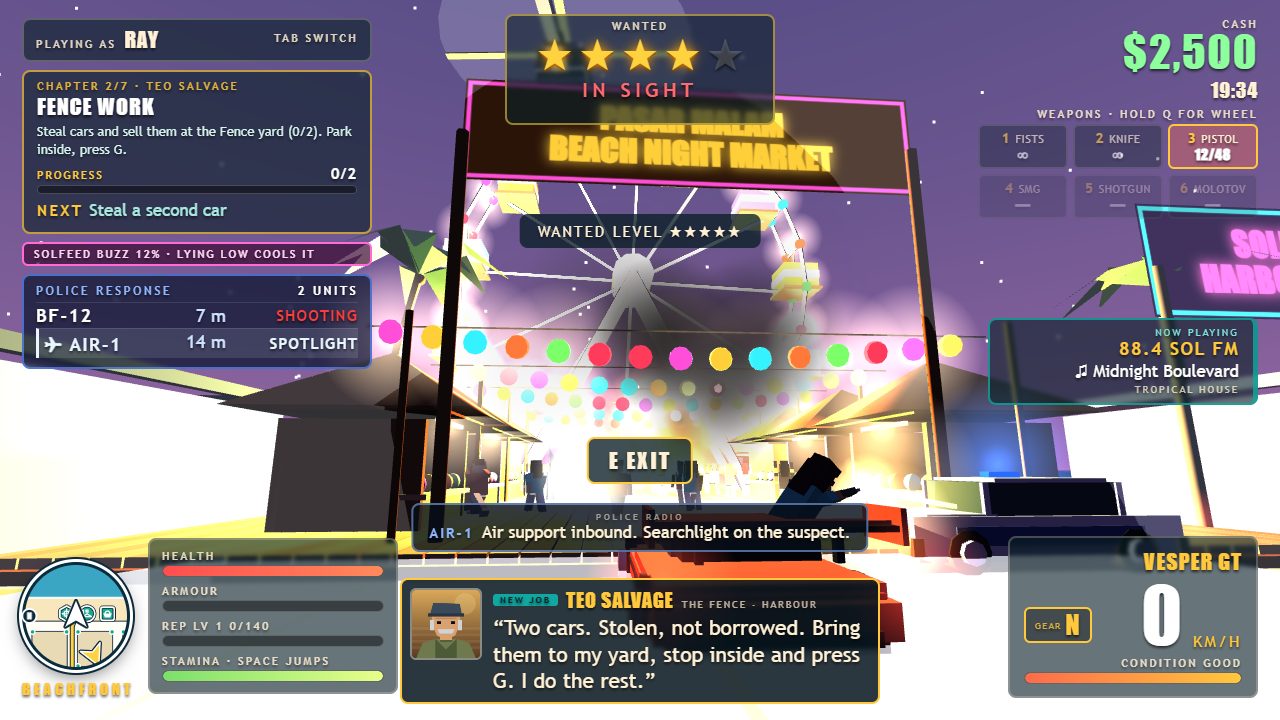 PLAYING AS RAY TAB SWITCH
CHAPTER 2/7 · TEO SALVAGE
FENCE WORK
Steal cars and sell them at the Fence yard (0/2). Park
inside, press G.
PROGRESS 0/2
NEXT Steal a second car
SOLFEED BUZZ 12% · LYING LOW COOLS IT
POLICE RESPONSE 2 UNITS
BF-12 7 m SHOOTING
AIR-1 14 m SPOTLIGHT
WANTED
IN SIGHT
PASAR MALAM
BEACH NIGHT MARKET
WANTED LEVEL ★★★★★
CASH
$2,500
19:34
WEAPONS · HOLD Q FOR WHEEL
1 FISTS
∞
2 KNIFE
∞
3 PISTOL
12/48
4 SMG
—
5 SHOTGUN
—
6 MOLOTOV
—
NOW PLAYING
88.4 SOL FM
♫ Midnight Boulevard
TROPICAL HOUSE
E EXIT
POLICE RADIO
AIR-1 Air support inbound. Searchlight on the suspect.
NEW JOB TEO SALVAGE THE FENCE · HARBOUR
“Two cars. Stolen, not borrowed. Bring
them to my yard, stop inside and press
G. I do the rest.”
N
BEACHFRONT
HEALTH
ARMOUR
REP LV 1 0/140
STAMINA · SPACE JUMPS
VESPER GT
GEAR N
0 KM/H
CONDITION GOOD